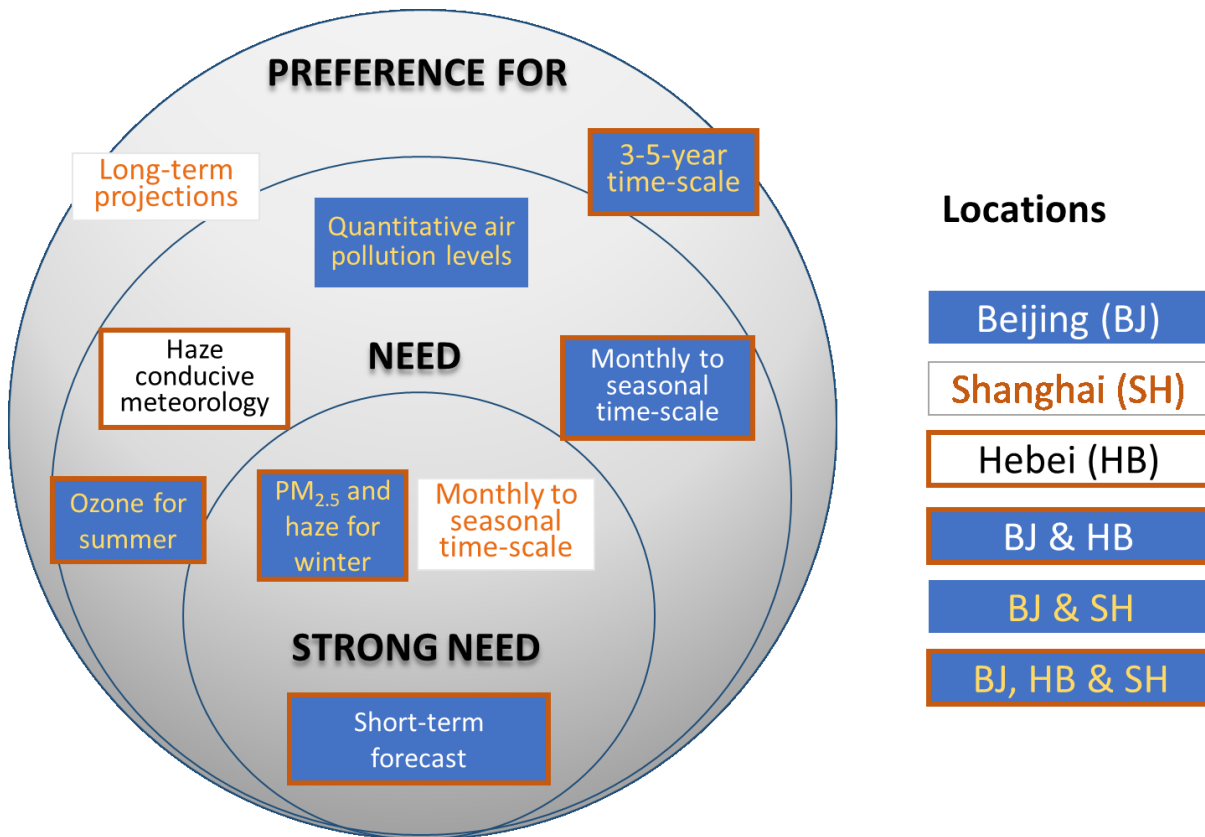 PREFERENCE FOR
Long-term
projections
3-5-year
time-scale
Quantitative air
pollution levels
Haze
conducive
meteorology
NEED
Monthly to
seasonal
time-scale
Ozone for
summer
PM2.5 and
haze for
winter
Monthly to
seasonal
time-scale
STRONG NEED
Short-term
forecast
Locations
Beijing (BJ)
Shanghai (SH)
Hebei (HB)
BJ & HB
BJ & SH
BJ, HB & SH